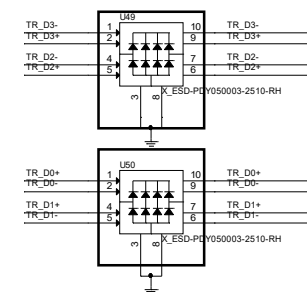 U49
TR_D3- 1 10 TR_D3-
TR_D3+ 2 9 TR_D3+
TR_D2- 4 7 TR_D2-
TR_D2+ 5 6 TR_D2+
X_ESD-PDY050003-2510-RH
3 8
U50
TR_D0+ 1 10 TR_D0+
TR_D0- 2 9 TR_D0-
TR_D1+ 4 7 TR_D1+
TR_D1- 5 6 TR_D1-
X_ESD-PDY050003-2510-RH
3 8